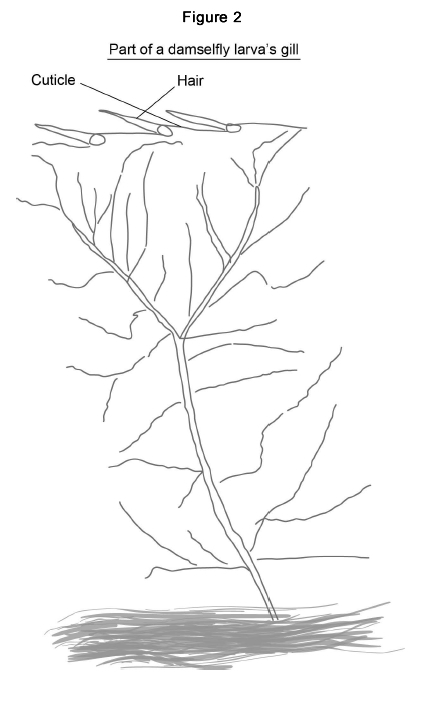 Figure 2
Part of a damselfly larva's gill
Cuticle
Hair